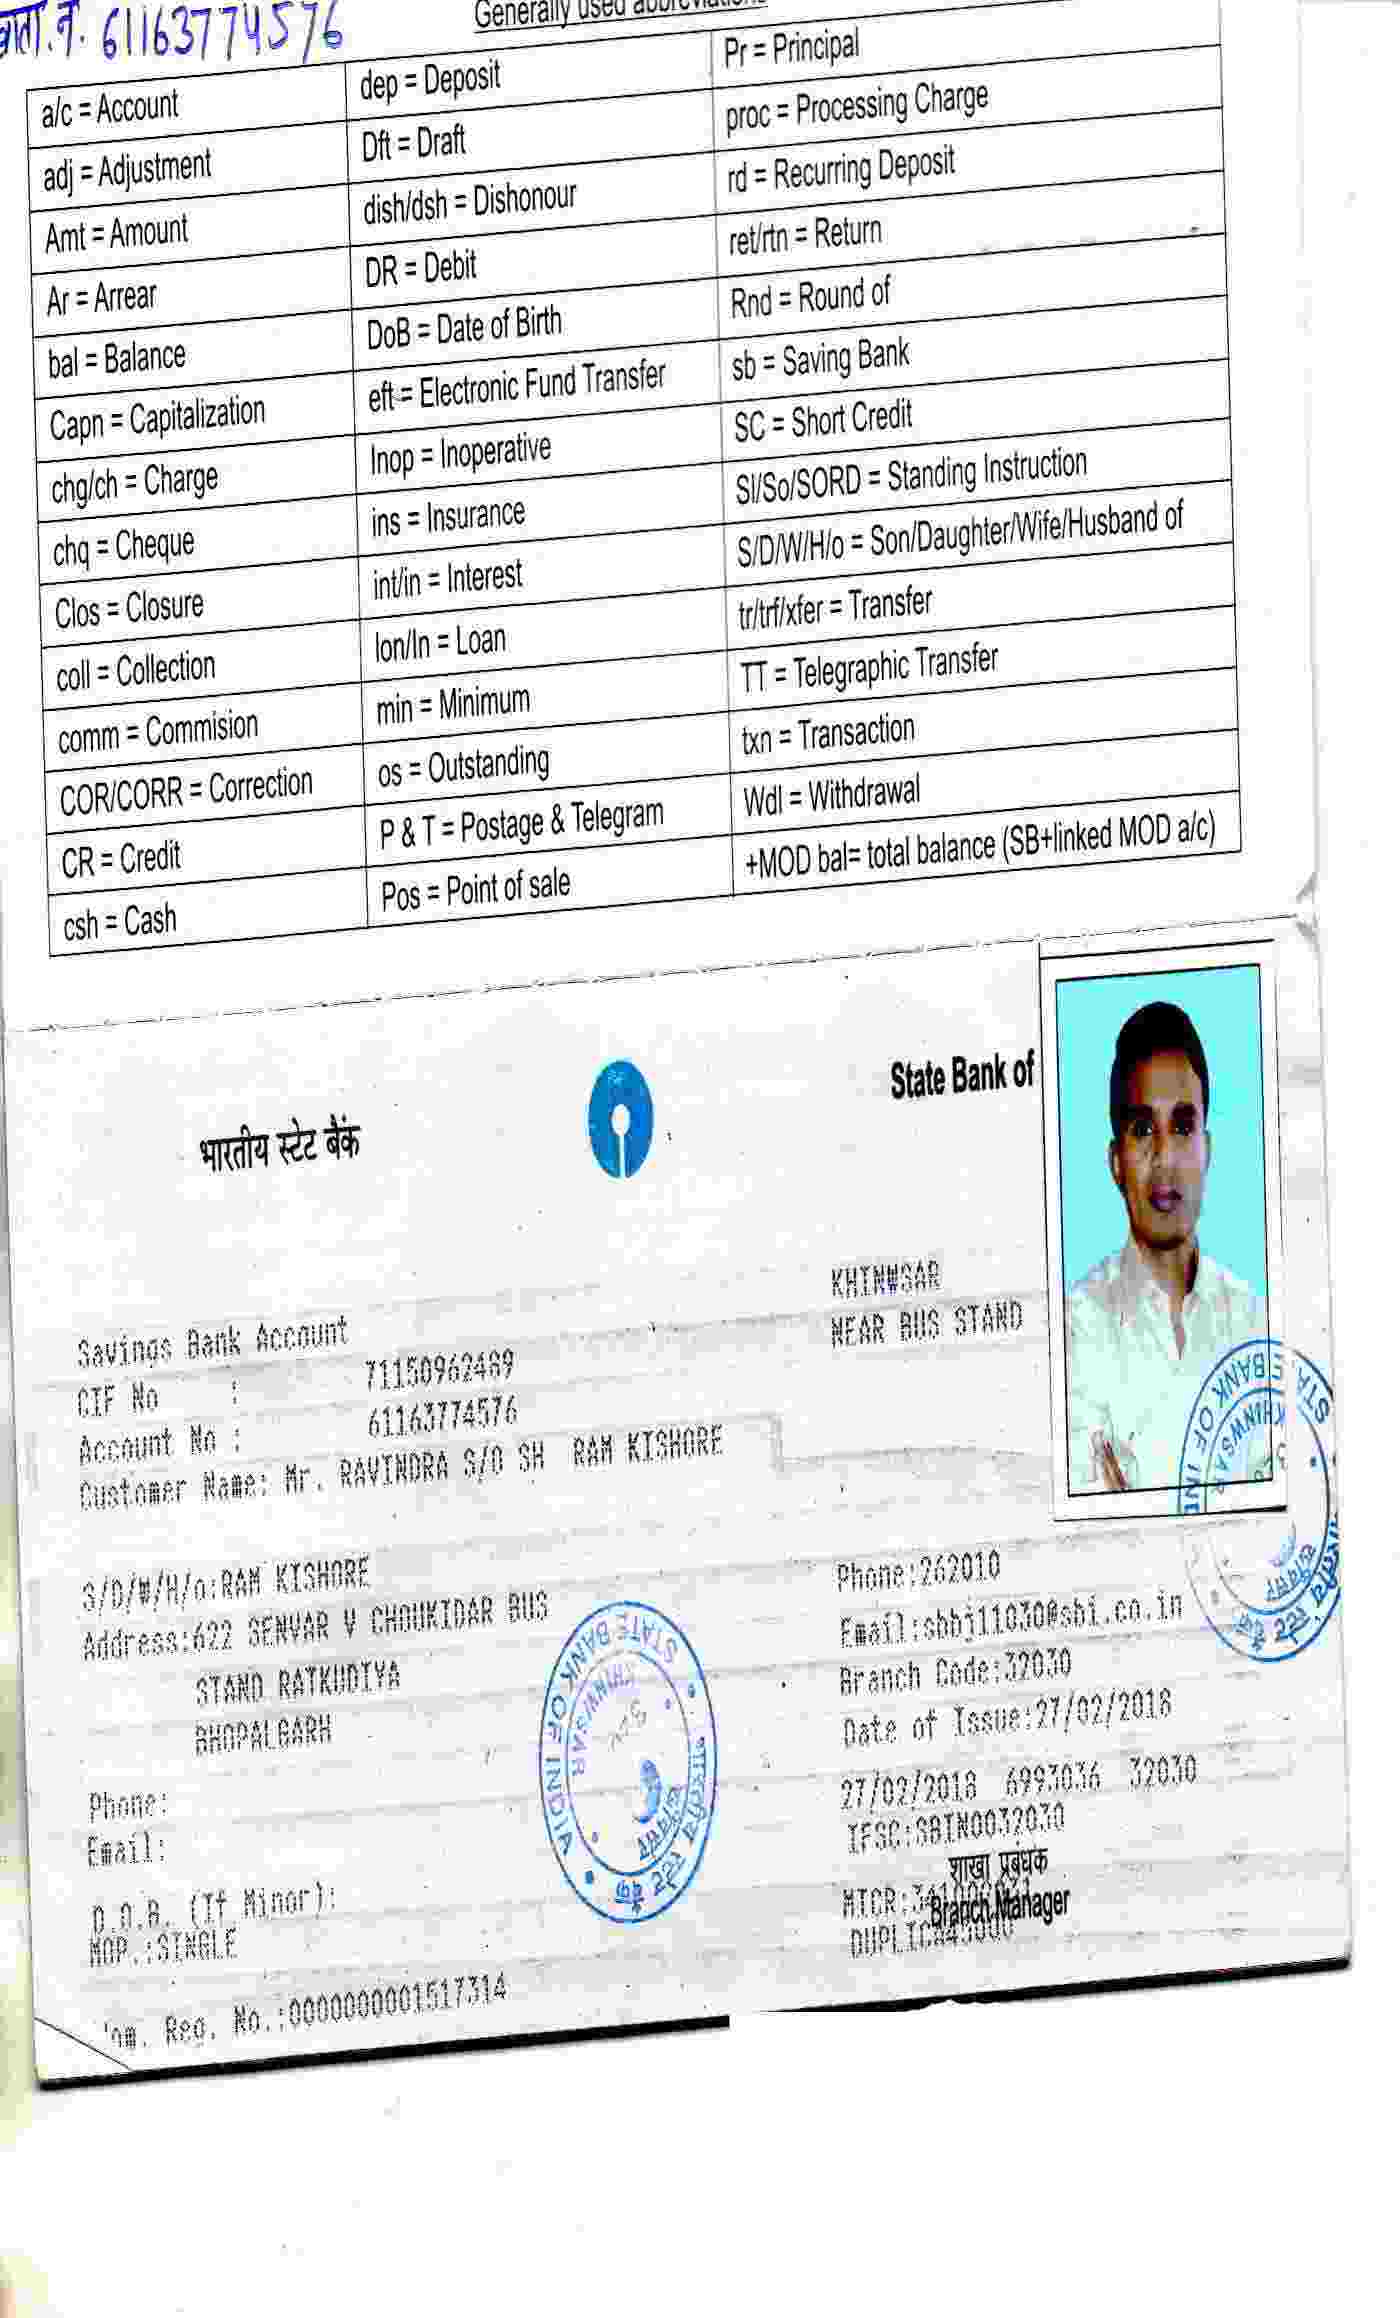 खाता.नं. 61163774576
Generally used abbreviations
a/c = Account
adj = Adjustment
Amt = Amount
Ar = Arrear
bal = Balance
Capn = Capitalization
chg/ch = Charge
chq = Cheque
Clos = Closure
coll = Collection
comm = Commision
COR/CORR = Correction
CR = Credit
csh = Cash
dep = Deposit
Dft = Draft
dish/dsh = Dishonour
DR = Debit
DoB = Date of Birth
eft = Electronic Fund Transfer
Inop = Inoperative
ins = Insurance
int/in = Interest
lon/ln = Loan
min = Minimum
os = Outstanding
P & T = Postage & Telegram
Pos = Point of sale
Pr = Principal
proc = Processing Charge
rd = Recurring Deposit
ret/rtn = Return
Rnd = Round of
sb = Saving Bank
SC = Short Credit
SI/So/SORD = Standing Instruction
S/D/W/H/o = Son/Daughter/Wife/Husband of
tr/trf/xfer = Transfer
TT = Telegraphic Transfer
txn = Transaction
Wdl = Withdrawal
+MOD bal= total balance (SB+linked MOD a/c)
भारतीय स्टेट बैंक
State Bank of
Savings Bank Account
CIF No : 71150962489
Account No : 61163774576
Customer Name: Mr. RAVINDRA S/O SH RAM KISHORE
KHINWSAR
NEAR BUS STAND
S/D/W/H/o:RAM KISHORE
Address:622 SENVAR V CHOUKIDAR BUS
STAND RATKUDIYA
BHOPALGARH
Phone:
Email:
D.O.B. (If Minor):
MOP.:SINGLE
Nom. Reg. No.:0000000001517314
Phone:262010
Email:sbbj11030@sbi.co.in
Branch Code:32030
Date of Issue:27/02/2018
27/02/2018 6993036 32030
IFSC:SBIN0032030
शाखा प्रबंधक
MICR:
Branch Manager
STATE BANK OF INDIA
KHINWSAR
भारतीय स्टेट बैंक
खींवसर
STATE BANK OF IND
KHINWSAR
भारतीय स्टेट बैंक
खींवसर